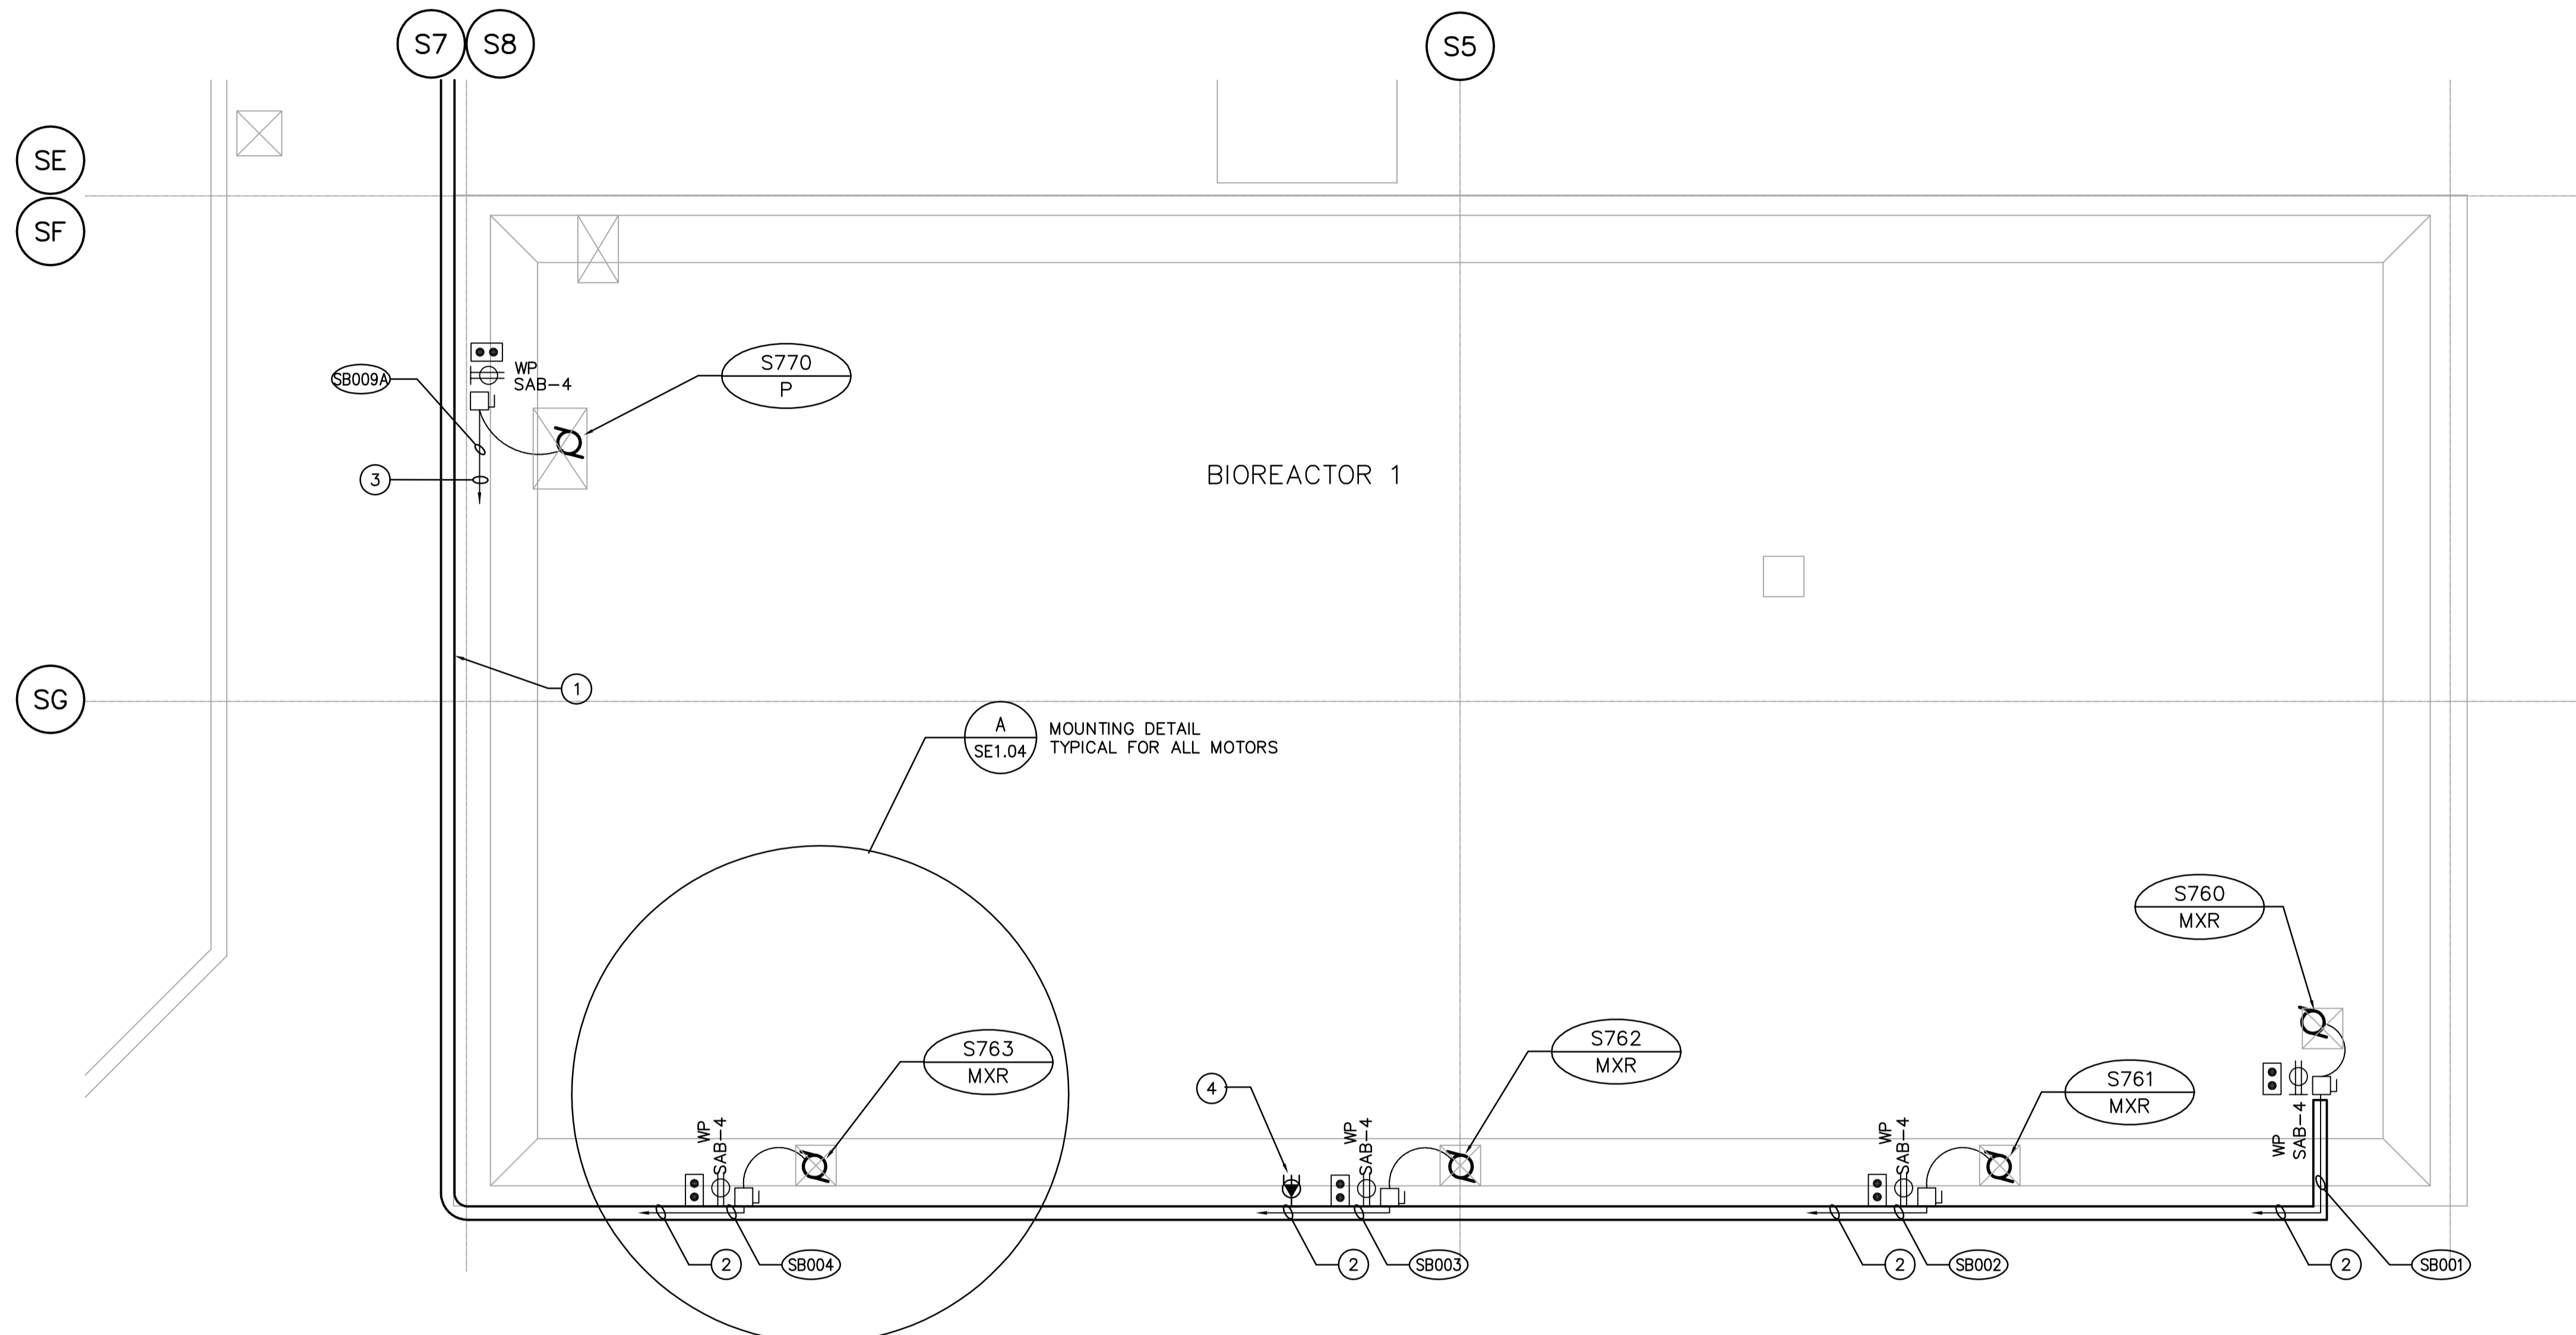 S7
S8
S5
SE
SF
SB009A
WP
SAB-4
S770
P
3
BIOREACTOR 1
SG
1
A
SE1.04
MOUNTING DETAIL
TYPICAL FOR ALL MOTORS
S760
MXR
S763
MXR
4
S762
MXR
S761
MXR
WP
SAB-4
WP
SAB-4
WP
SAB-4
WP
SAB-4
2
SB004
2
SB003
2
SB002
2
SB001